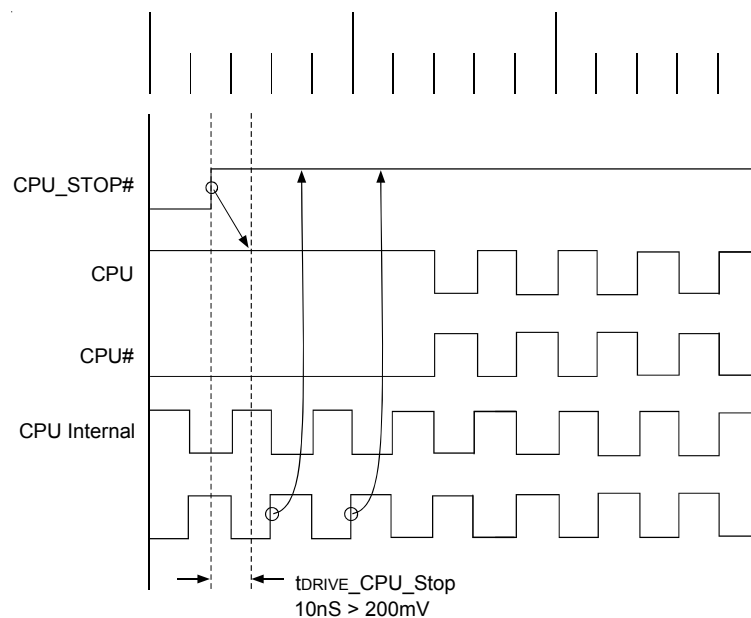 CPU_STOP#
CPU
CPU#
CPU Internal
tDRIVE_CPU_Stop
10nS > 200mV